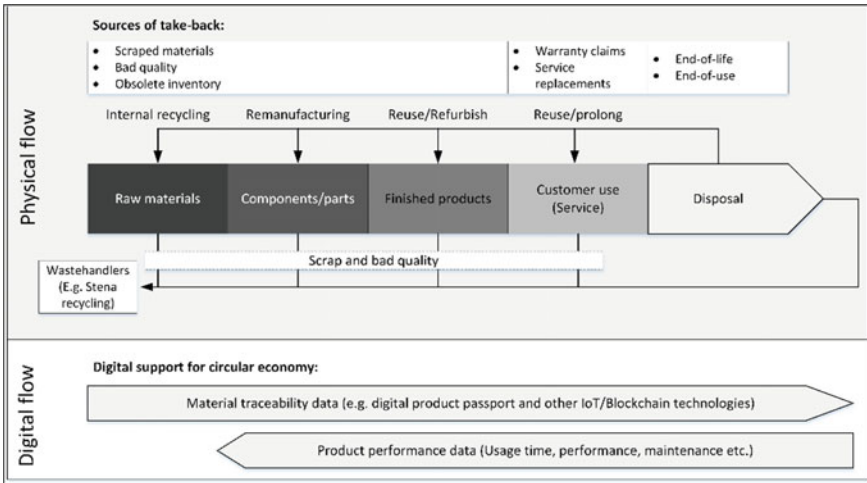 Sources of take-back:
• Scraped materials
• Bad quality
• Obsolete inventory
• Warranty claims
• Service
replacements
• End-of-life
• End-of-use
Physical flow
Internal recycling
Remanufacturing
Reuse/Refurbish
Reuse/prolong
Raw materials
Components/parts
Finished products
Customer use
(Service)
Disposal
Scrap and bad quality
Wastehandlers
(E.g. Stena
recycling)
Digital flow
Digital support for circular economy:
Material traceability data (e.g. digital product passport and other IoT/Blockchain technologies)
Product performance data (Usage time, performance, maintenance etc.)